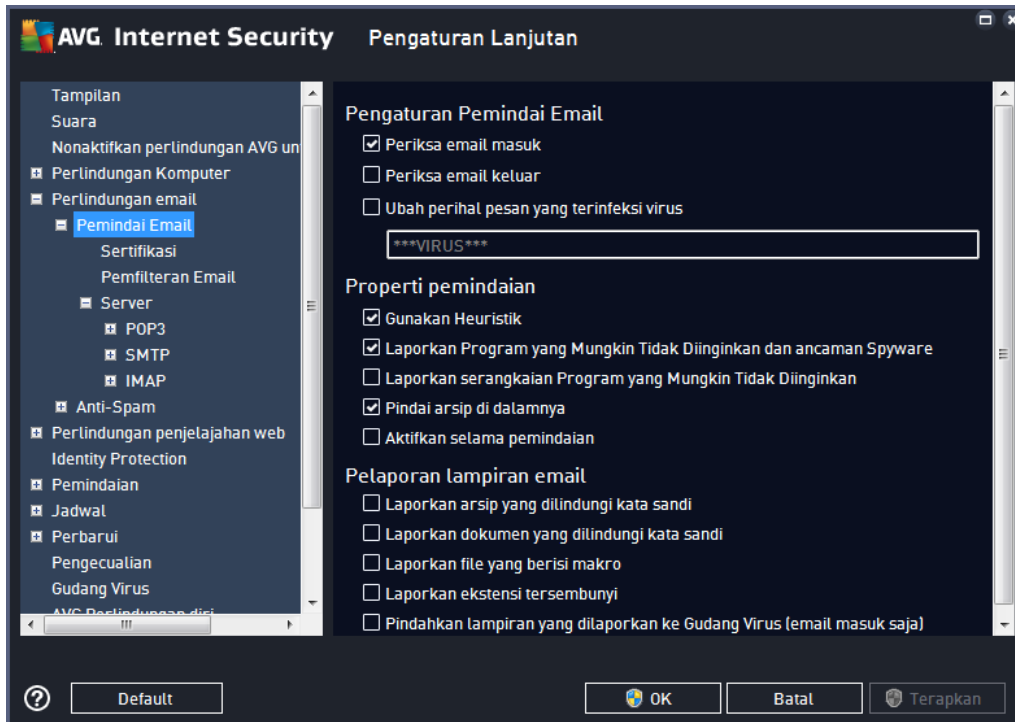 AVG Internet Security Pengaturan Lanjutan
Tampilan
Suara
Nonaktifkan perlindungan AVG un
Perlindungan Komputer
Perlindungan email
Pemindai Email
Sertifikasi
Pemfilteran Email
Server
POP3
SMTP
IMAP
Anti-Spam
Perlindungan penjelajahan web
Identity Protection
Pemindaian
Jadwal
Perbarui
Pengecualian
Gudang Virus
AVG Perlindungan diri
Pengaturan Pemindai Email
Periksa email masuk
Periksa email keluar
Ubah perihal pesan yang terinfeksi virus
***VIRUS***
Properti pemindaian
Gunakan Heuristik
Laporkan Program yang Mungkin Tidak Diinginkan dan ancaman Spyware
Laporkan serangkaian Program yang Mungkin Tidak Diinginkan
Pindai arsip di dalamnya
Aktifkan selama pemindaian
Pelaporan lampiran email
Laporkan arsip yang dilindungi kata sandi
Laporkan dokumen yang dilindungi kata sandi
Laporkan file yang berisi makro
Laporkan ekstensi tersembunyi
Pindahkan lampiran yang dilaporkan ke Gudang Virus (email masuk saja)
Default
OK
Batal
Terapkan